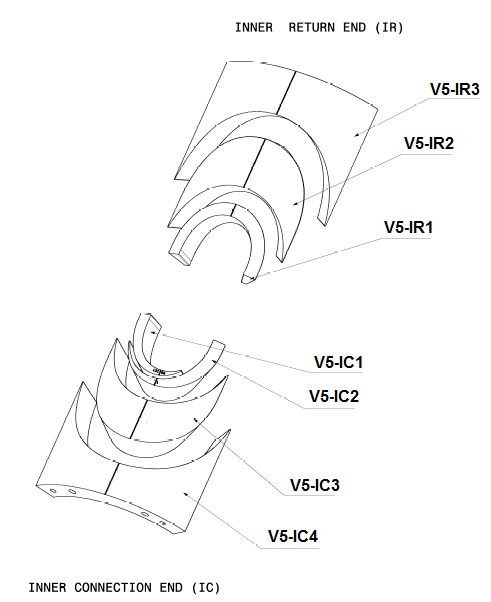 INNER RETURN END (IR)
V5-IR3
V5-IR2
V5-IR1
V5-IC1
V5-IC2
V5-IC3
V5-IC4
INNER CONNECTION END (IC)